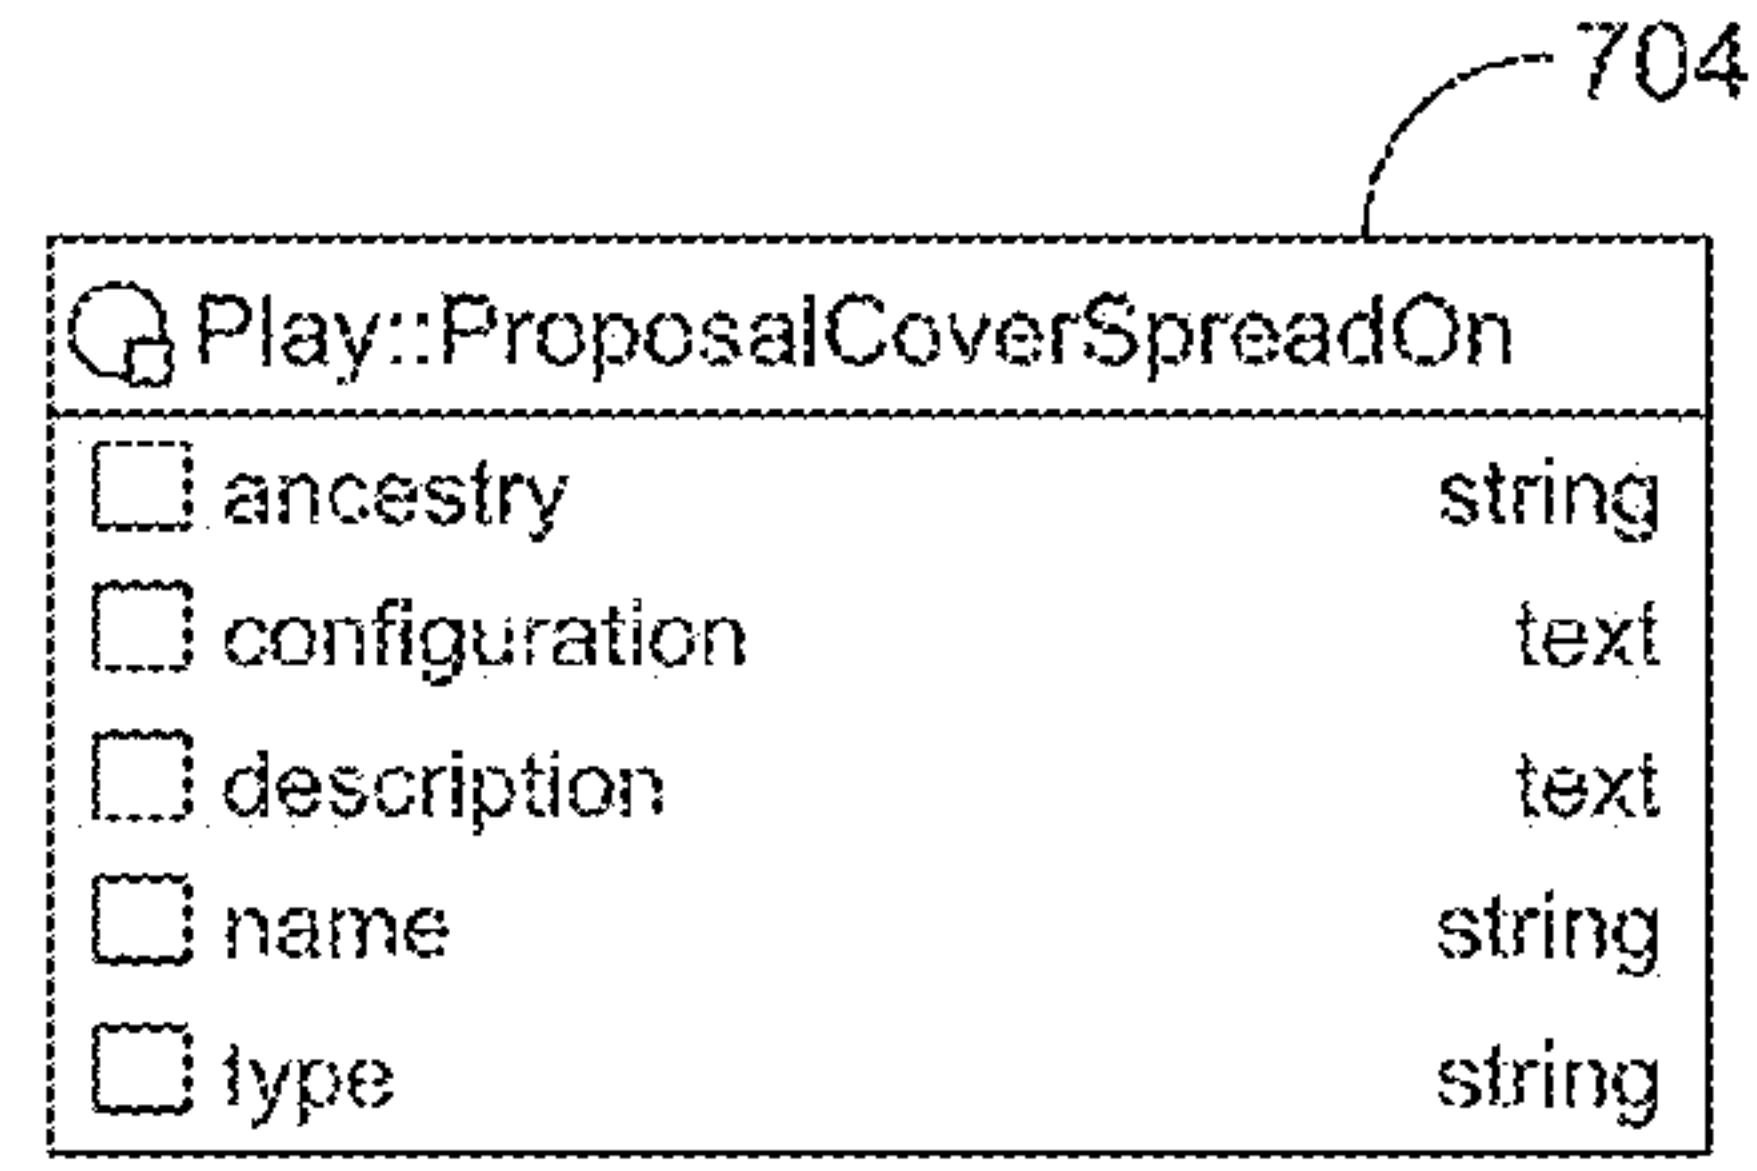 704
Play::ProposalCoverSpreadOn
ancestry string
configuration text
description text
name string
type string